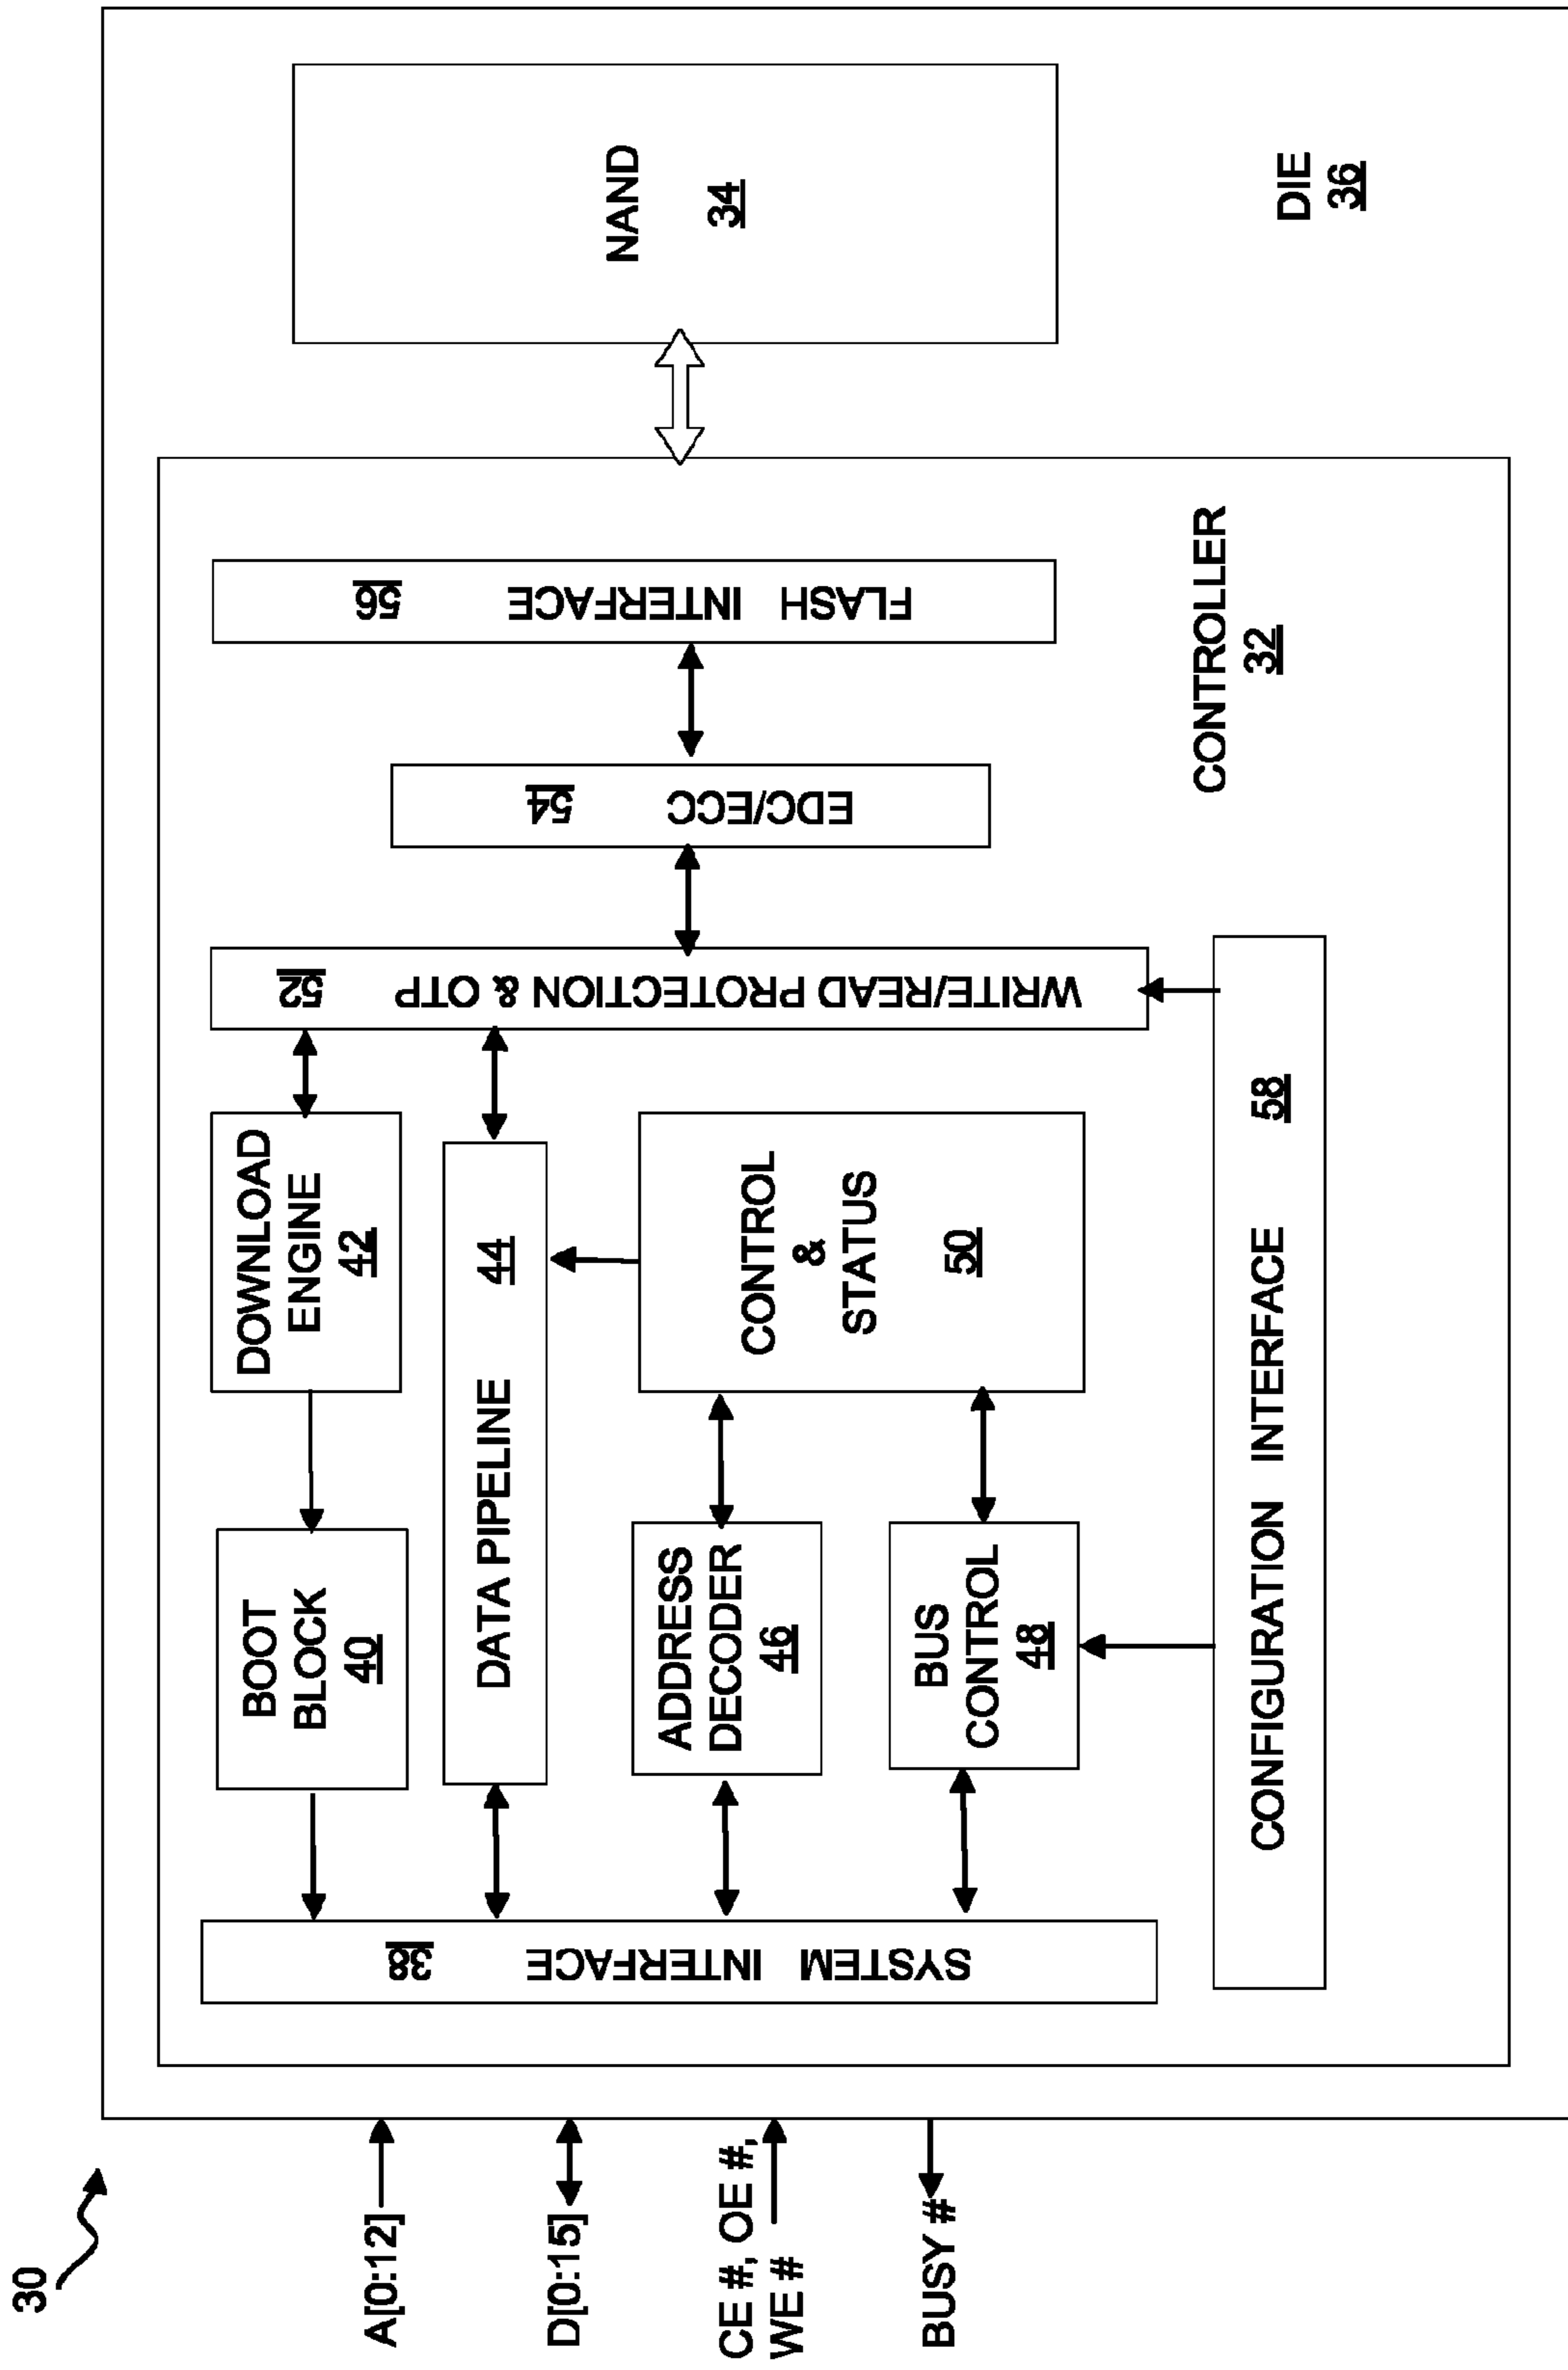 30
A[0:12]
D[0:15]
CE #, OE #,
WE #
BUSY #
SYSTEM INTERFACE 38
BOOT
BLOCK
40
DOWNLOAD
ENGINE
42
DATA PIPELINE 44
ADDRESS
DECODER
46
BUS
CONTROL
48
CONTROL
&
STATUS
50
WRITE/READ PROTECTION & OTP 52
EDC/ECC 54
FLASH INTERFACE 56
CONFIGURATION INTERFACE 58
CONTROLLER
32
NAND
34
DIE
36